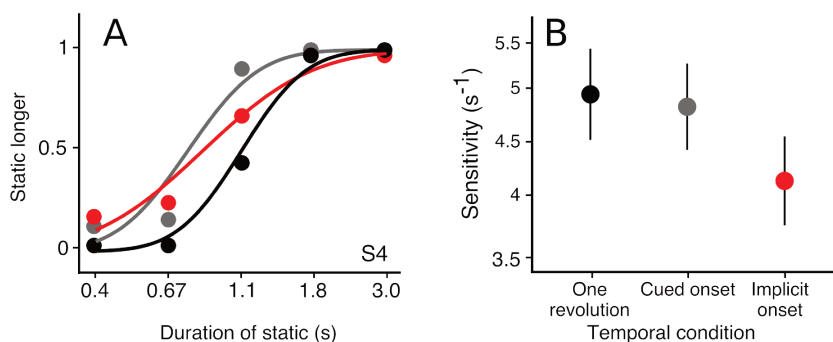 A
Static longer
1
0.5
0
S4
0.4 0.67 1.1 1.8 3.0
Duration of static (s)
B
Sensitivity (s-1)
5.5
5
4.5
4
3.5
One revolution
Cued onset
Implicit onset
Temporal condition